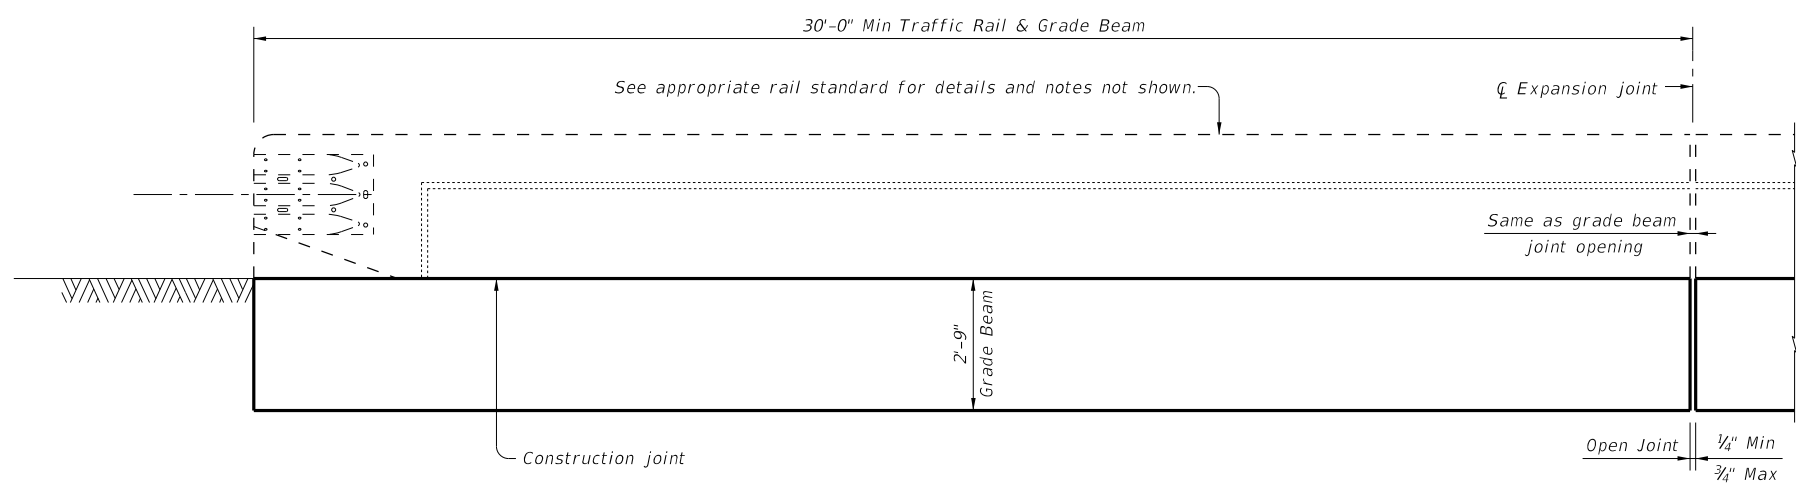 30'-0" Min Traffic Rail & Grade Beam
See appropriate rail standard for details and notes not shown.
℄ Expansion joint
Same as grade beam
joint opening
2'-9"
Grade Beam
Construction joint
Open Joint
¼" Min
¾" Max